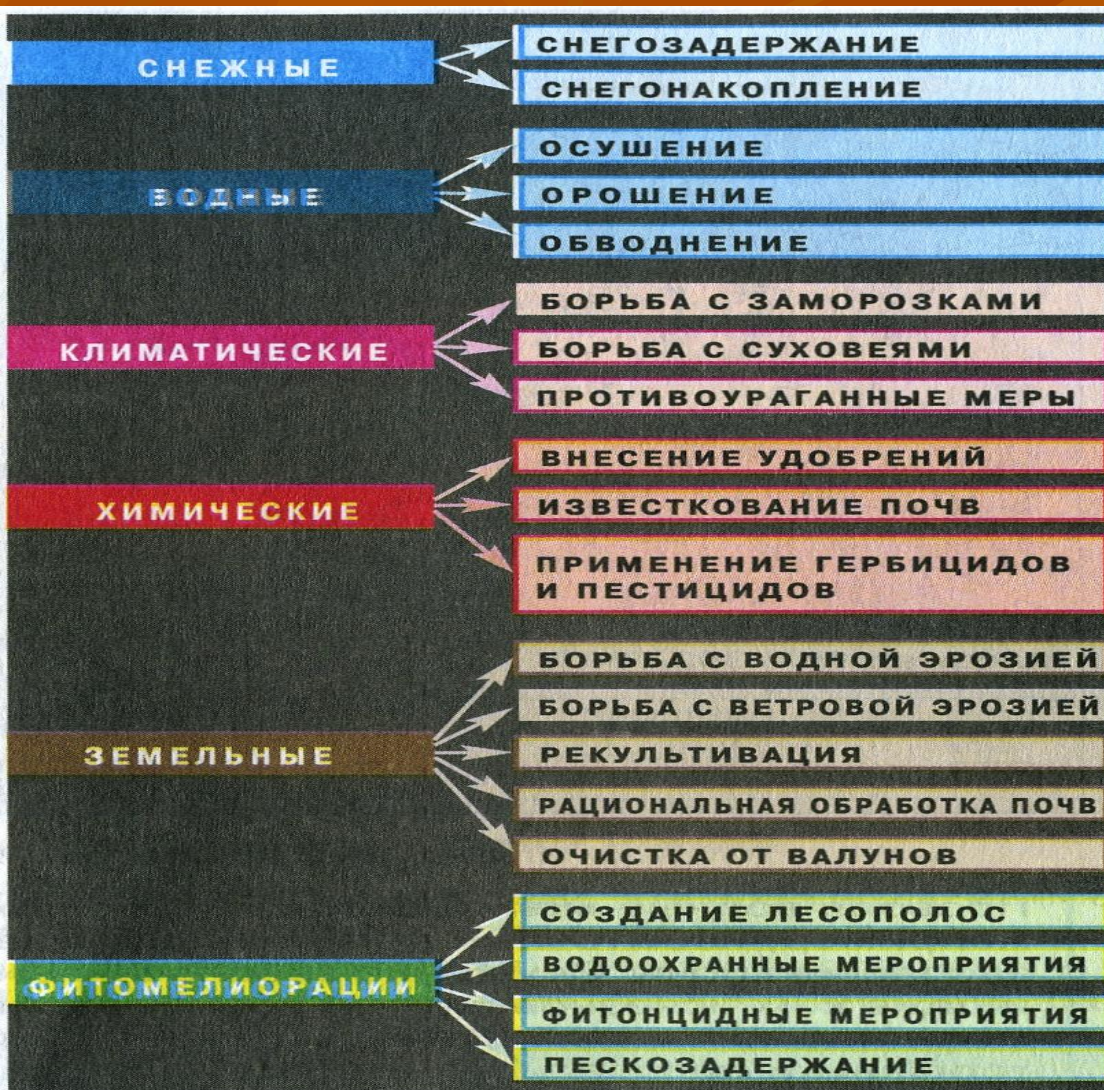 СНЕЖНЫЕ
СНЕГОЗАДЕРЖАНИЕ
СНЕГОНАКОПЛЕНИЕ
ВОДНЫЕ
ОСУШЕНИЕ
ОРОШЕНИЕ
ОБВОДНЕНИЕ
КЛИМАТИЧЕСКИЕ
БОРЬБА С ЗАМОРОЗКАМИ
БОРЬБА С СУХОВЕЯМИ
ПРОТИВОУРАГАННЫЕ МЕРЫ
ХИМИЧЕСКИЕ
ВНЕСЕНИЕ УДОБРЕНИЙ
ИЗВЕСТКОВАНИЕ ПОЧВ
ПРИМЕНЕНИЕ ГЕРБИЦИДОВ
И ПЕСТИЦИДОВ
ЗЕМЕЛЬНЫЕ
БОРЬБА С ВОДНОЙ ЭРОЗИЕЙ
БОРЬБА С ВЕТРОВОЙ ЭРОЗИЕЙ
РЕКУЛЬТИВАЦИЯ
РАЦИОНАЛЬНАЯ ОБРАБОТКА ПОЧВ
ОЧИСТКА ОТ ВАЛУНОВ
ФИТОМЕЛИОРАЦИИ
СОЗДАНИЕ ЛЕСОПОЛОС
ВОДООХРАННЫЕ МЕРОПРИЯТИЯ
ФИТОНЦИДНЫЕ МЕРОПРИЯТИЯ
ПЕСКОЗАДЕРЖАНИЕ